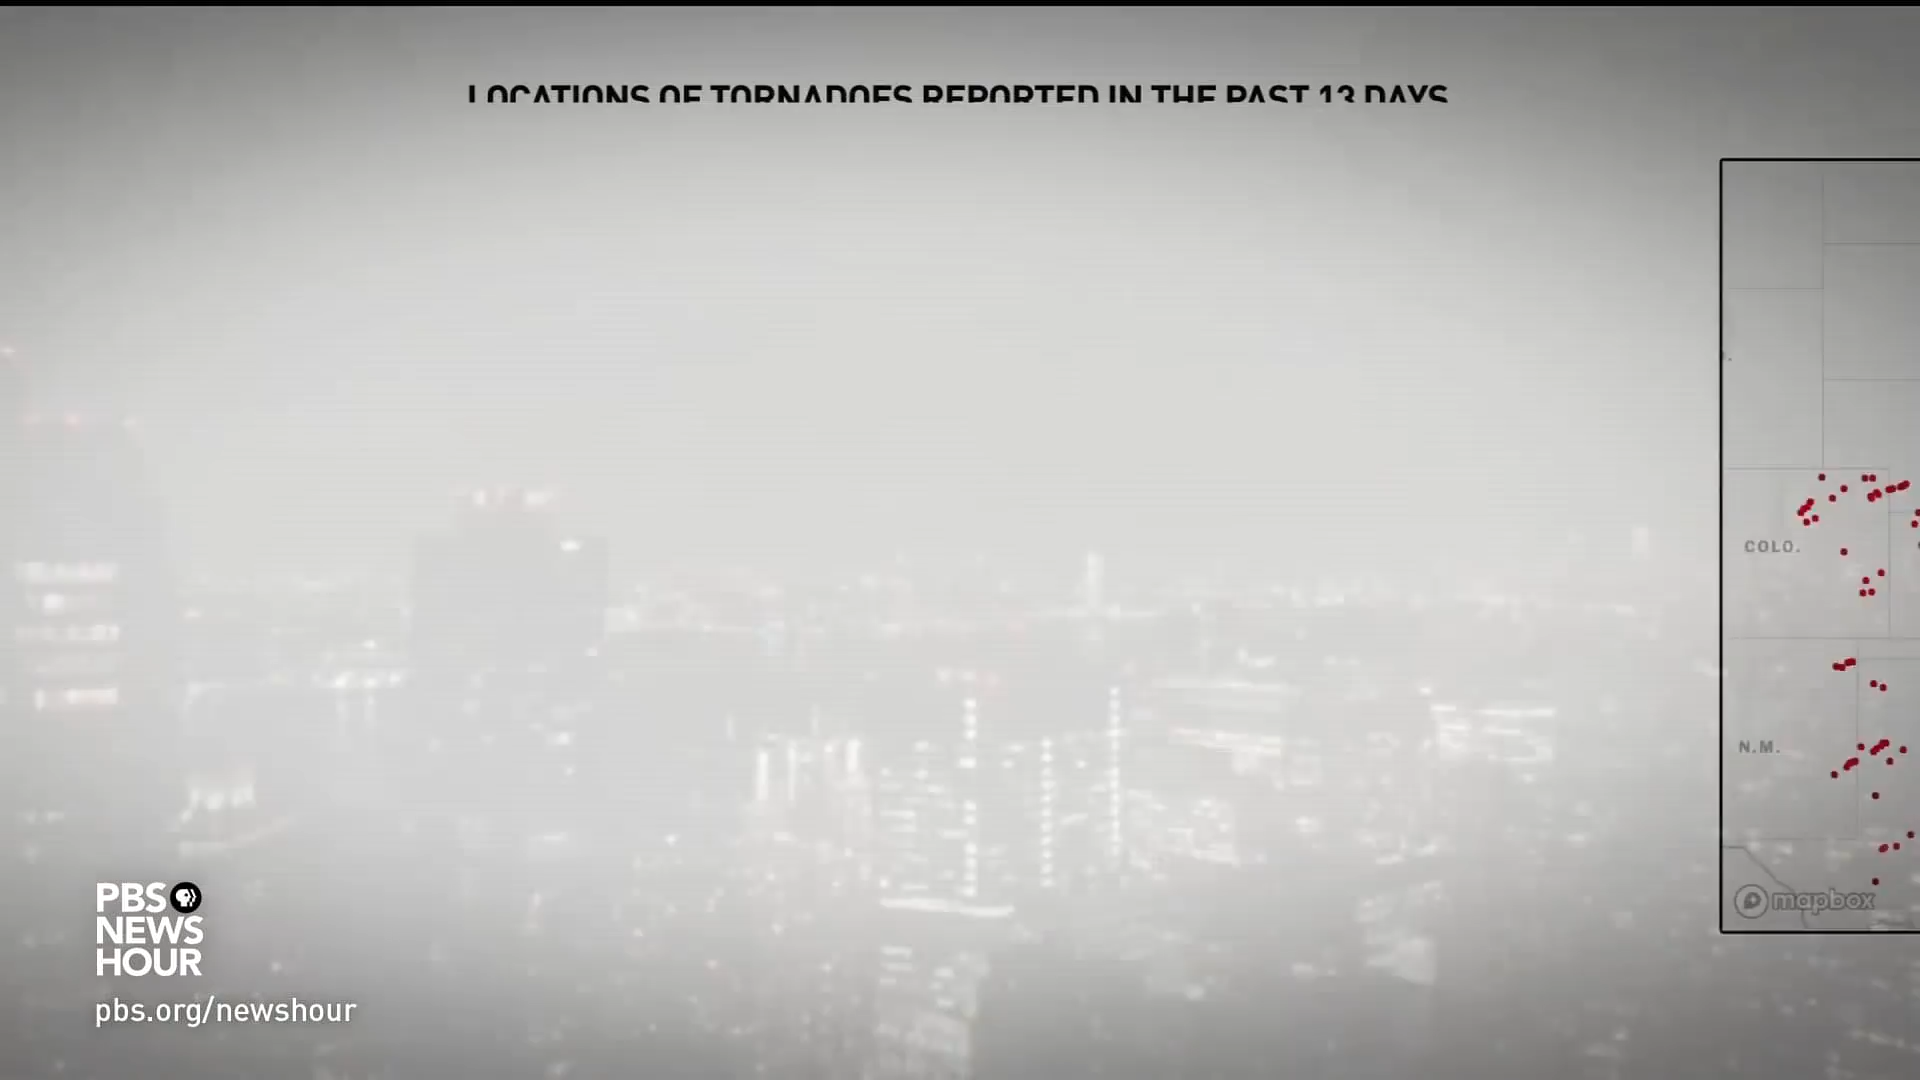 LOCATIONS OF TORNADOES REPORTED IN THE PAST 13 DAYS
COLO.
N.M.
mapbox
PBS
NEWS
HOUR
pbs.org/newshour